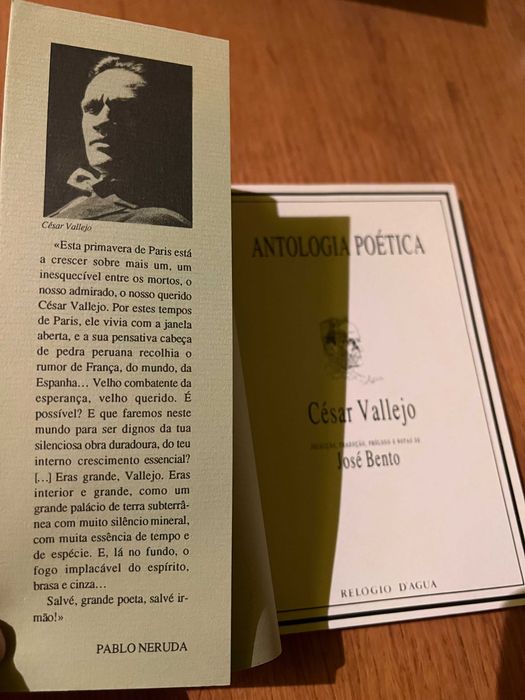 César Vallejo
«Esta primavera de Paris está
a crescer sobre mais um, um
inesquecível entre os mortos, o
nosso admirado, o nosso querido
César Vallejo. Por estes tempos
de Paris, ele vivia com a janela
aberta, e a sua pensativa cabeça
de pedra peruana recolhia o
rumor de França, do mundo, da
Espanha... Velho combatente da
esperança, velho querido. É
possível? E que faremos neste
mundo para ser dignos da tua
silenciosa obra duradoura, do teu
interno crescimento essencial?
[...] Eras grande, Vallejo. Eras
interior e grande, como um
grande palácio de terra subterrâ-
nea com muito silêncio mineral,
com muita essência de tempo e
de espécie. E, lá no fundo, o
fogo implacável do espírito,
brasa e cinza...
Salvé, grande poeta, salvé ir-
mão!»
PABLO NERUDA
ANTOLOGIA POÉTICA
César Vallejo
SELECÇÃO, TRADUÇÃO, PRÓLOGO E NOTAS DE
José Bento
RELÓGIO D'ÁGUA